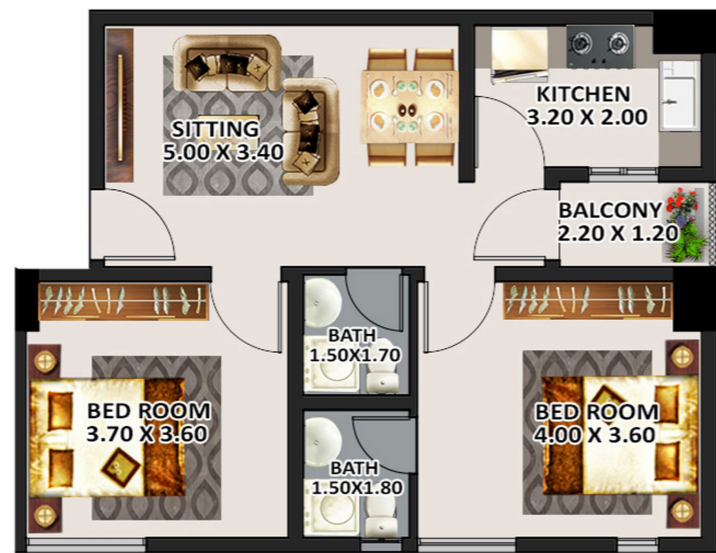 SITTING
5.00 X 3.40
KITCHEN
3.20 X 2.00
BALCONY
2.20 X 1.20
BATH
1.50X1.70
BED ROOM
3.70 X 3.60
BED ROOM
4.00 X 3.60
BATH
1.50X1.80